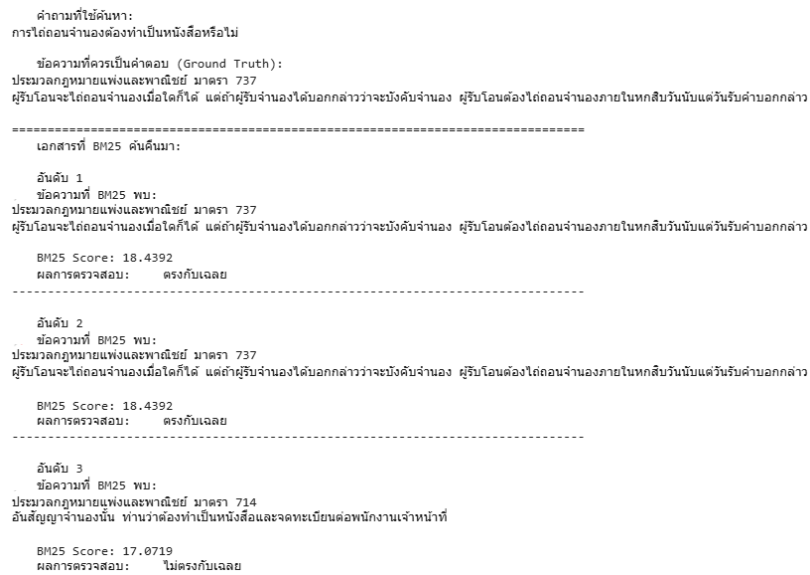 คำถามที่ใช้ค้นหา:
การไถ่ถอนจำนองต้องทำเป็นหนังสือหรือไม่
ข้อความที่ควรเป็นคำตอบ (Ground Truth):
ประมวลกฎหมายแพ่งและพาณิชย์ มาตรา 737
ผู้รับโอนจะไถ่ถอนจำนองเมื่อใดก็ได้ แต่ถ้าผู้รับจำนองได้บอกกล่าวว่าจะบังคับจำนอง ผู้รับโอนต้องไถ่ถอนจำนองภายในหกสิบวันนับแต่วันรับคำบอกกล่าว
================================================================================
เอกสารที่ BM25 ค้นคืนมา:
อันดับ 1
ข้อความที่ BM25 พบ:
ประมวลกฎหมายแพ่งและพาณิชย์ มาตรา 737
ผู้รับโอนจะไถ่ถอนจำนองเมื่อใดก็ได้ แต่ถ้าผู้รับจำนองได้บอกกล่าวว่าจะบังคับจำนอง ผู้รับโอนต้องไถ่ถอนจำนองภายในหกสิบวันนับแต่วันรับคำบอกกล่าว
BM25 Score: 18.4392
ผลการตรวจสอบ: ตรงกับเฉลย
--------------------------------------------------------------------------------
อันดับ 2
ข้อความที่ BM25 พบ:
ประมวลกฎหมายแพ่งและพาณิชย์ มาตรา 737
ผู้รับโอนจะไถ่ถอนจำนองเมื่อใดก็ได้ แต่ถ้าผู้รับจำนองได้บอกกล่าวว่าจะบังคับจำนอง ผู้รับโอนต้องไถ่ถอนจำนองภายในหกสิบวันนับแต่วันรับคำบอกกล่าว
BM25 Score: 18.4392
ผลการตรวจสอบ: ตรงกับเฉลย
--------------------------------------------------------------------------------
อันดับ 3
ข้อความที่ BM25 พบ:
ประมวลกฎหมายแพ่งและพาณิชย์ มาตรา 714
อันสัญญาจำนองนั้น ท่านว่าต้องทำเป็นหนังสือและจดทะเบียนต่อพนักงานเจ้าหน้าที่
BM25 Score: 17.0719
ผลการตรวจสอบ: ไม่ตรงกับเฉลย